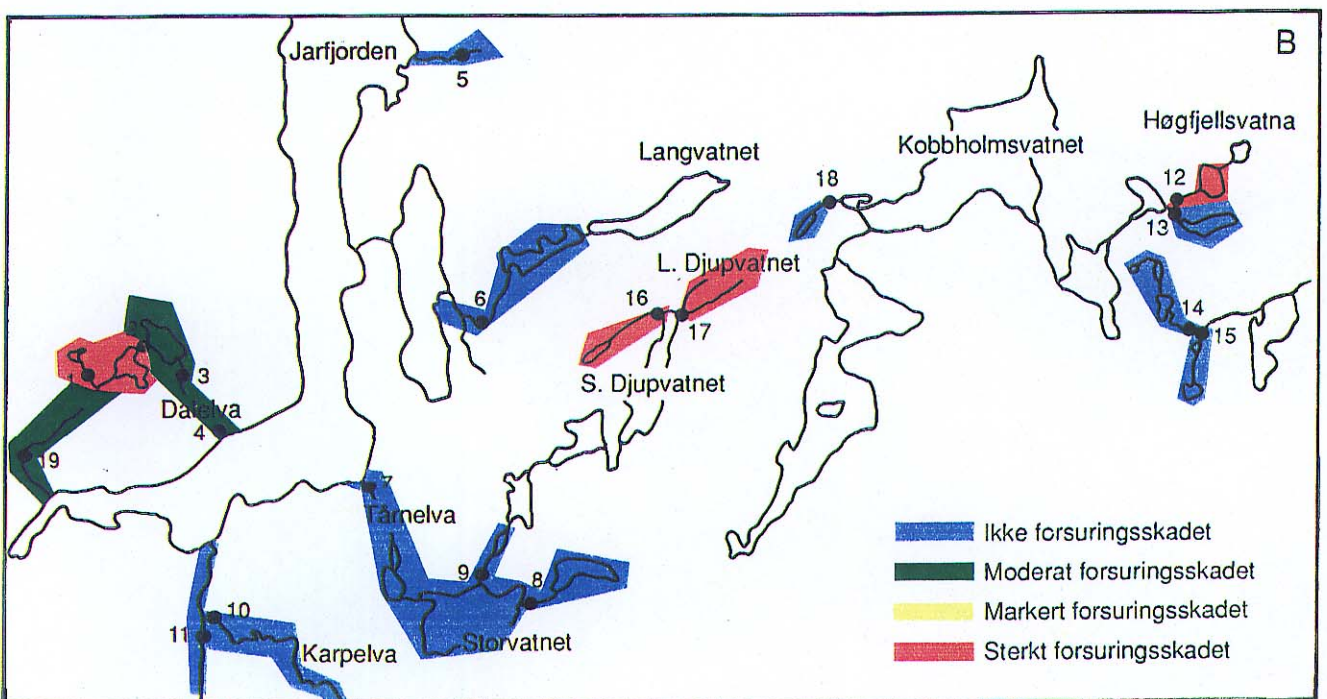 B
Jarfjorden
5
Høgfjellsvatna
Kobbholmsvatnet
Langvatnet
18
12
13
L. Djupvatnet
6
16
17
14
15
S. Djupvatnet
3
Dalelva
4
19
7
Tårnelva
9
8
Storvatnet
10
11
Karpelva
Ikke forsuringsskadet
Moderat forsuringsskadet
Markert forsuringsskadet
Sterkt forsuringsskadet